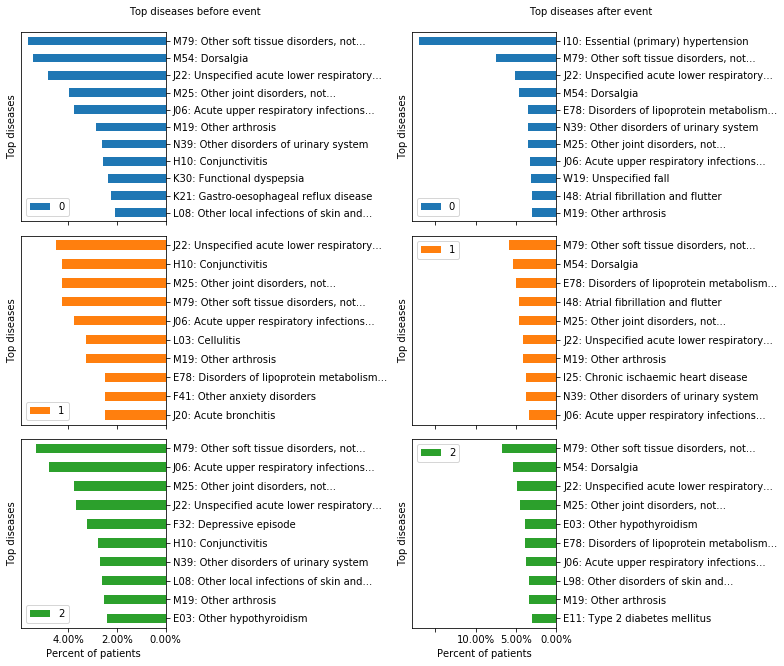 Top diseases before event
Top diseases
M79: Other soft tissue disorders, not...
M54: Dorsalgia
J22: Unspecified acute lower respiratory...
M25: Other joint disorders, not...
J06: Acute upper respiratory infections...
M19: Other arthrosis
N39: Other disorders of urinary system
H10: Conjunctivitis
K30: Functional dyspepsia
K21: Gastro-oesophageal reflux disease
L08: Other local infections of skin and...
0
Top diseases after event
Top diseases
I10: Essential (primary) hypertension
M79: Other soft tissue disorders, not...
J22: Unspecified acute lower respiratory...
M54: Dorsalgia
E78: Disorders of lipoprotein metabolism...
N39: Other disorders of urinary system
M25: Other joint disorders, not...
J06: Acute upper respiratory infections...
W19: Unspecified fall
I48: Atrial fibrillation and flutter
M19: Other arthrosis
0
Top diseases
J22: Unspecified acute lower respiratory...
H10: Conjunctivitis
M25: Other joint disorders, not...
M79: Other soft tissue disorders, not...
J06: Acute upper respiratory infections...
L03: Cellulitis
M19: Other arthrosis
E78: Disorders of lipoprotein metabolism...
F41: Other anxiety disorders
J20: Acute bronchitis
1
Top diseases
1
M79: Other soft tissue disorders, not...
M54: Dorsalgia
E78: Disorders of lipoprotein metabolism...
I48: Atrial fibrillation and flutter
M25: Other joint disorders, not...
J22: Unspecified acute lower respiratory...
M19: Other arthrosis
I25: Chronic ischaemic heart disease
N39: Other disorders of urinary system
J06: Acute upper respiratory infections...
Top diseases
M79: Other soft tissue disorders, not...
J06: Acute upper respiratory infections...
M25: Other joint disorders, not...
J22: Unspecified acute lower respiratory...
F32: Depressive episode
H10: Conjunctivitis
N39: Other disorders of urinary system
L08: Other local infections of skin and...
M19: Other arthrosis
E03: Other hypothyroidism
2
4.00% 2.00% 0.00%
Percent of patients
Top diseases
2
M79: Other soft tissue disorders, not...
M54: Dorsalgia
J22: Unspecified acute lower respiratory...
M25: Other joint disorders, not...
E03: Other hypothyroidism
E78: Disorders of lipoprotein metabolism...
J06: Acute upper respiratory infections...
L98: Other disorders of skin and...
M19: Other arthrosis
E11: Type 2 diabetes mellitus
10.00% 5.00% 0.00%
Percent of patients